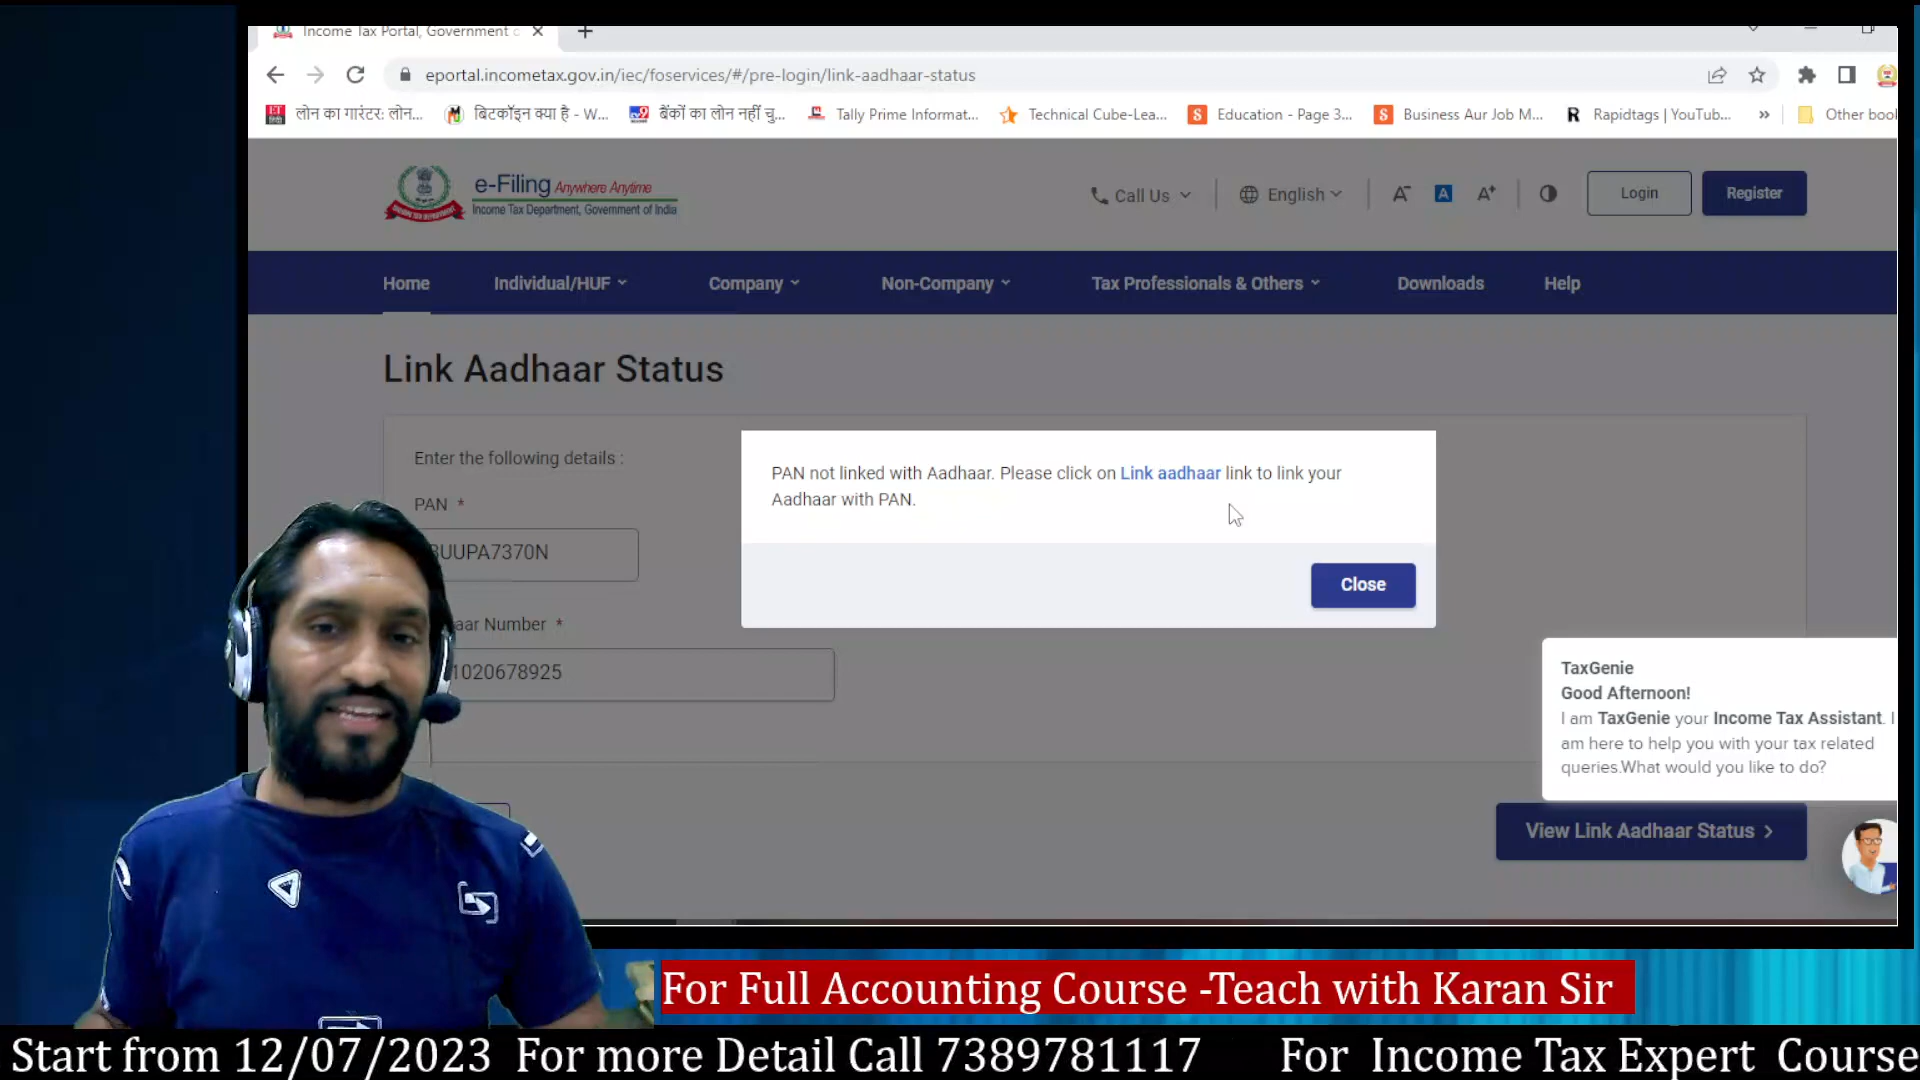 Income Tax Portal, Government
eportal.incometax.gov.in/iec/foservices/#/pre-login/link-aadhaar-status
लोन का गारंटर: लोन... बिटकॉइन क्या है - W... बैंकों का लोन नहीं चु... Tally Prime Informat... Technical Cube-Lea... Education - Page 3... Business Aur Job M... Rapidtags | YouTub... » Other
e-Filing Anywhere Anytime
Income Tax Department, Government of India
Call Us English A- A A+ Login Register
Home Individual/HUF Company Non-Company Tax Professionals & Others Downloads Help
Link Aadhaar Status
Enter the following details :
PAN *
UUPA7370N
aar Number *
1020678925
PAN not linked with Aadhaar. Please click on Link aadhaar link to link your
Aadhaar with PAN.
Close
TaxGenie
Good Afternoon!
I am TaxGenie your Income Tax Assistant. I
am here to help you with your tax related
queries.What would you like to do?
View Link Aadhaar Status >
For Full Accounting Course -Teach with Karan Sir
Start from 12/07/2023 For more Detail Call 7389781117 For Income Tax Expert Course